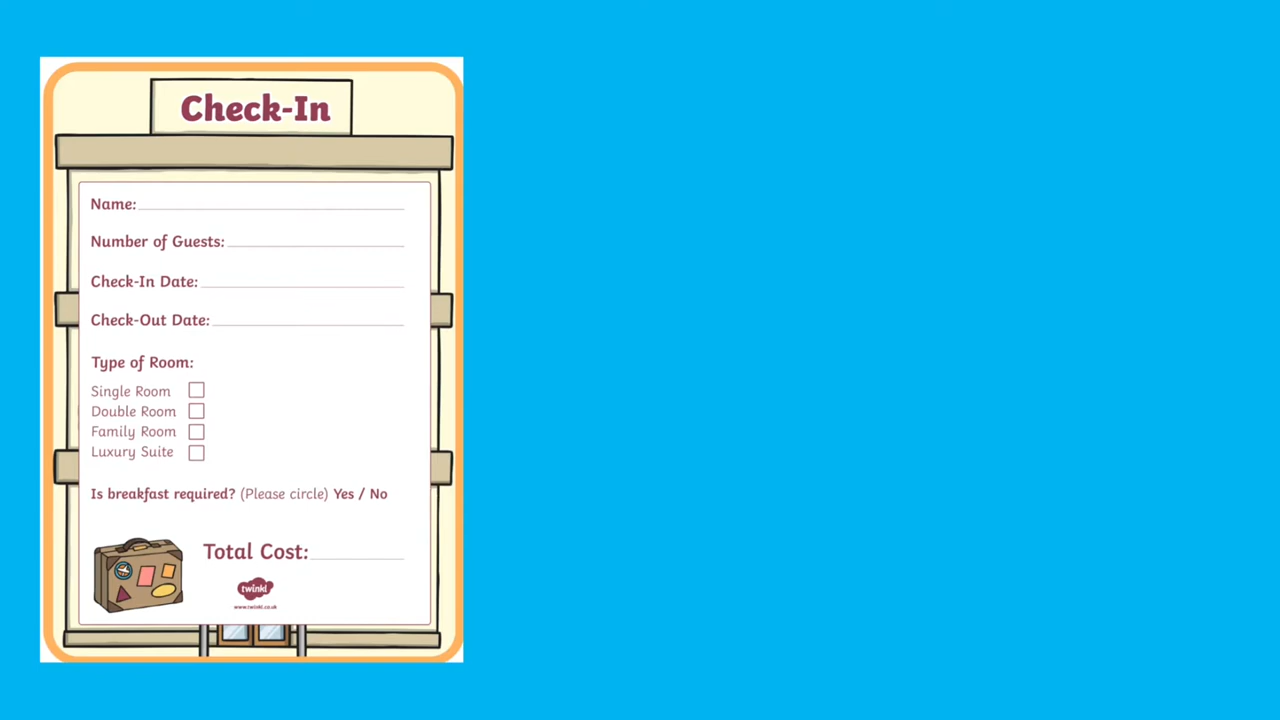 Check-In
Name:
Number of Guests:
Check-In Date:
Check-Out Date:
Type of Room:
Single Room
Double Room
Family Room
Luxury Suite
Is breakfast required? (Please circle) Yes / No
Total Cost:
twinkl
www.twinkl.co.uk